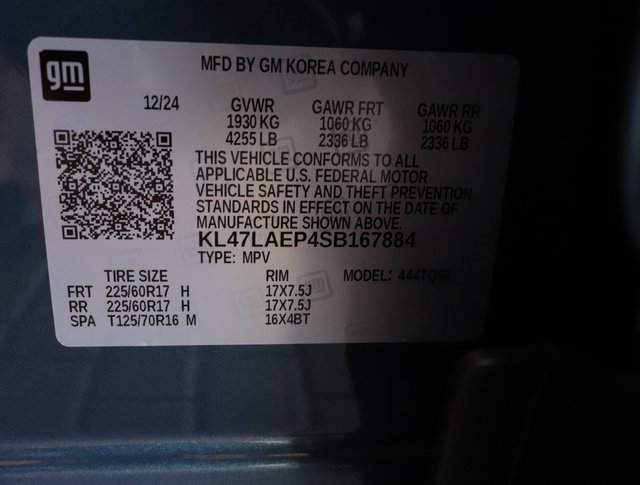 gm
MFD BY GM KOREA COMPANY
12/24 GVWR GAWR FRT GAWR RR
1930 KG 1060 KG 1060 KG
4255 LB 2336 LB 2336 LB
THIS VEHICLE CONFORMS TO ALL
APPLICABLE U.S. FEDERAL MOTOR
VEHICLE SAFETY AND THEFT PREVENTION
STANDARDS IN EFFECT ON THE DATE OF
MANUFACTURE SHOWN ABOVE.
KL47LAEP4SB167884
TYPE: MPV
TIRE SIZE RIM MODEL: 444TQ58
FRT 225/60R17 H 17X7.5J
RR 225/60R17 H 17X7.5J
SPA T125/70R16 M 16X4BT